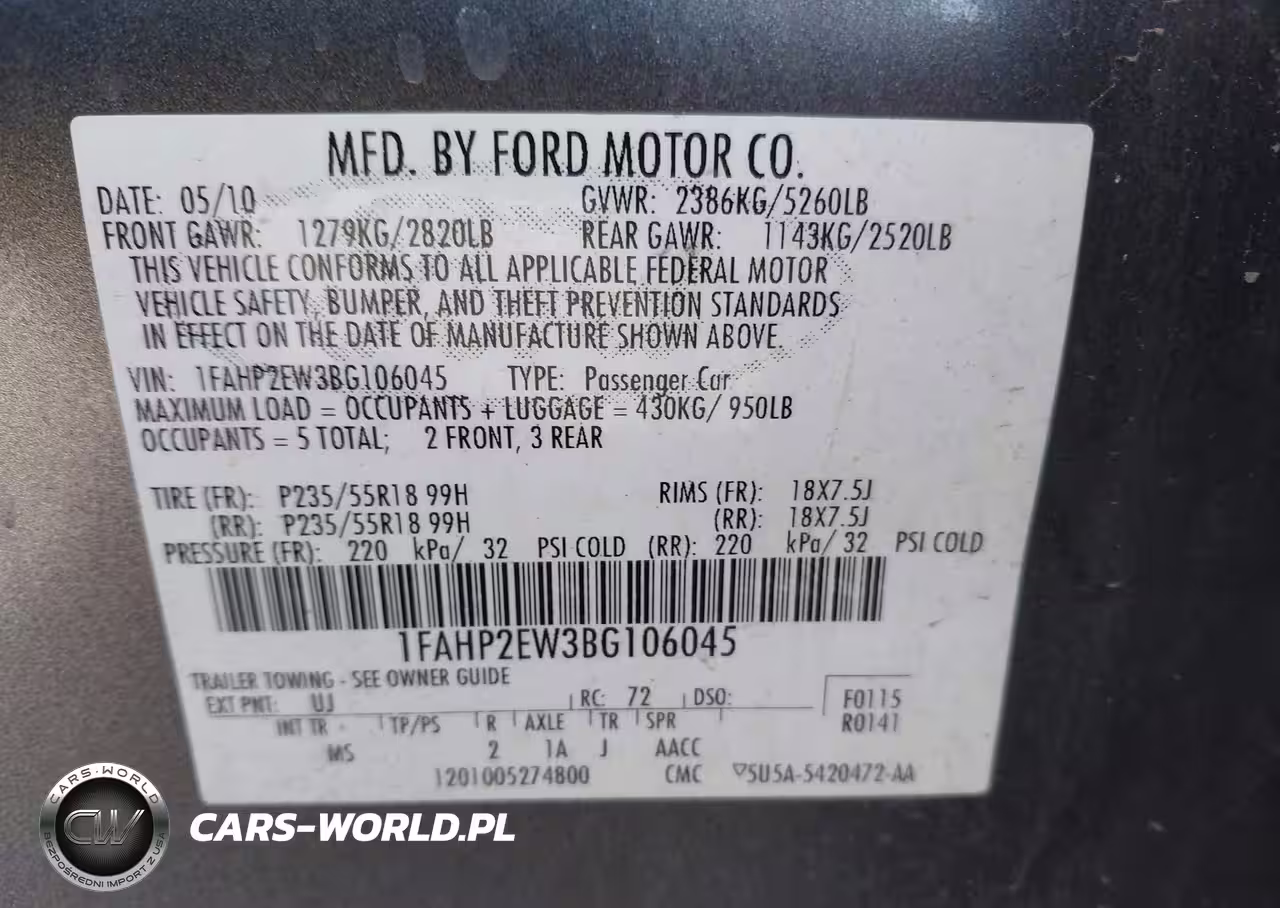 MFD. BY FORD MOTOR CO.
DATE: 05/10 GVWR: 2386KG/5260LB
FRONT GAWR: 1279KG/2820LB REAR GAWR: 1143KG/2520LB
THIS VEHICLE CONFORMS TO ALL APPLICABLE FEDERAL MOTOR
VEHICLE SAFETY, BUMPER, AND THEFT PREVENTION STANDARDS
IN EFFECT ON THE DATE OF MANUFACTURE SHOWN ABOVE.
VIN: 1FAHP2EW3BG106045 TYPE: Passenger Car
MAXIMUM LOAD = OCCUPANTS + LUGGAGE = 430KG/ 950LB
OCCUPANTS = 5 TOTAL; 2 FRONT, 3 REAR
TIRE (FR): P235/55R18 99H RIMS (FR): 18X7.5J
(RR): P235/55R18 99H (RR): 18X7.5J
PRESSURE (FR): 220 kPa/ 32 PSI COLD (RR): 220 kPa/ 32 PSI COLD
1FAHP2EW3BG106045
TRAILER TOWING - SEE OWNER GUIDE
EXT PNT: UJ RC: 72 DSO: F0115
INT TR TP/PS R AXLE TR SPR R0141
MS 2 1A J AACC
1201005274800 CMC ▽5U5A-5420472-AA
CARS-WORLD
CW
BEZPOŚREDNI IMPORT Z USA
CARS-WORLD.PL